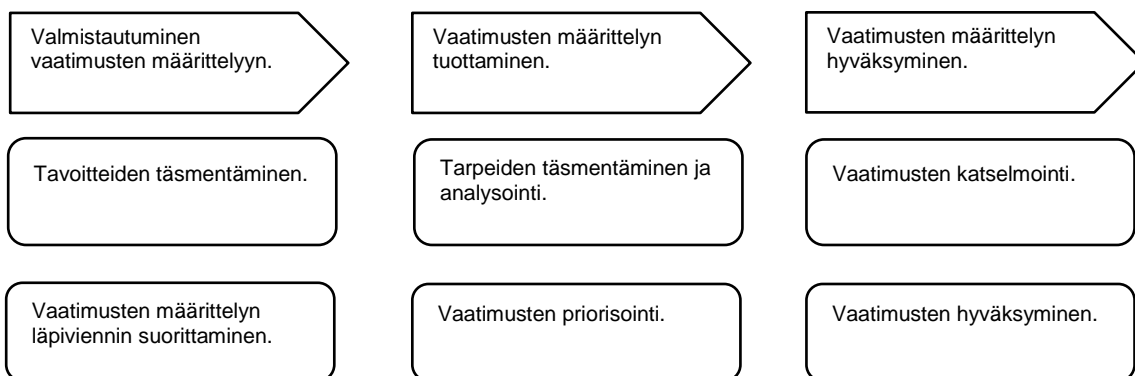 Valmistautuminen
vaatimusten määrittelyyn.
Vaatimusten määrittelyn
tuottaminen.
Vaatimusten määrittelyn
hyväksyminen.
Tavoitteiden täsmentäminen.
Tarpeiden täsmentäminen ja
analysointi.
Vaatimusten katselmointi.
Vaatimusten määrittelyn
läpiviennin suorittaminen.
Vaatimusten priorisointi.
Vaatimusten hyväksyminen.